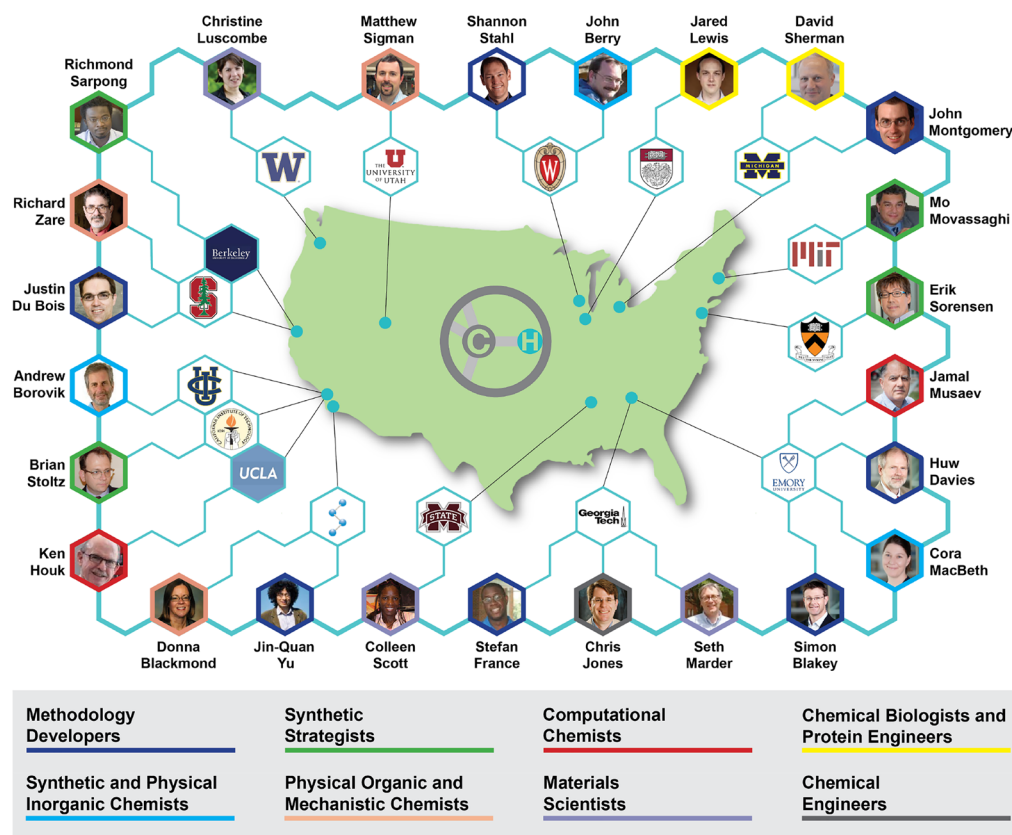 Christine
Luscombe
Matthew
Sigman
Shannon
Stahl
John
Berry
Jared
Lewis
David
Sherman
Richmond
Sarpong
John
Montgomery
W
THE
U
UNIVERSITY
OF UTAH
W
MICHIGAN
Richard
Zare
Mo
Movassaghi
Berkeley
MIT
Justin
Du Bois
S
Erik
Sorensen
C
H
Andrew
Borovik
UC
Jamal
Musaev
Brian
Stoltz
UCLA
EMORY
UNIVERSITY
Huw
Davies
STATE
Georgia
Tech
Ken
Houk
Cora
MacBeth
Donna
Blackmond
Jin-Quan
Yu
Colleen
Scott
Stefan
France
Chris
Jones
Seth
Marder
Simon
Blakey
Methodology
Developers
Synthetic
Strategists
Computational
Chemists
Chemical Biologists and
Protein Engineers
Synthetic and Physical
Inorganic Chemists
Physical Organic and
Mechanistic Chemists
Materials
Scientists
Chemical
Engineers